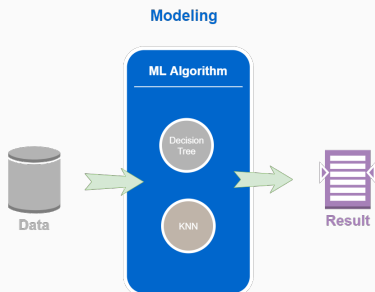 Modeling
ML Algorithm
Decision
Tree
Data
KNN
Result